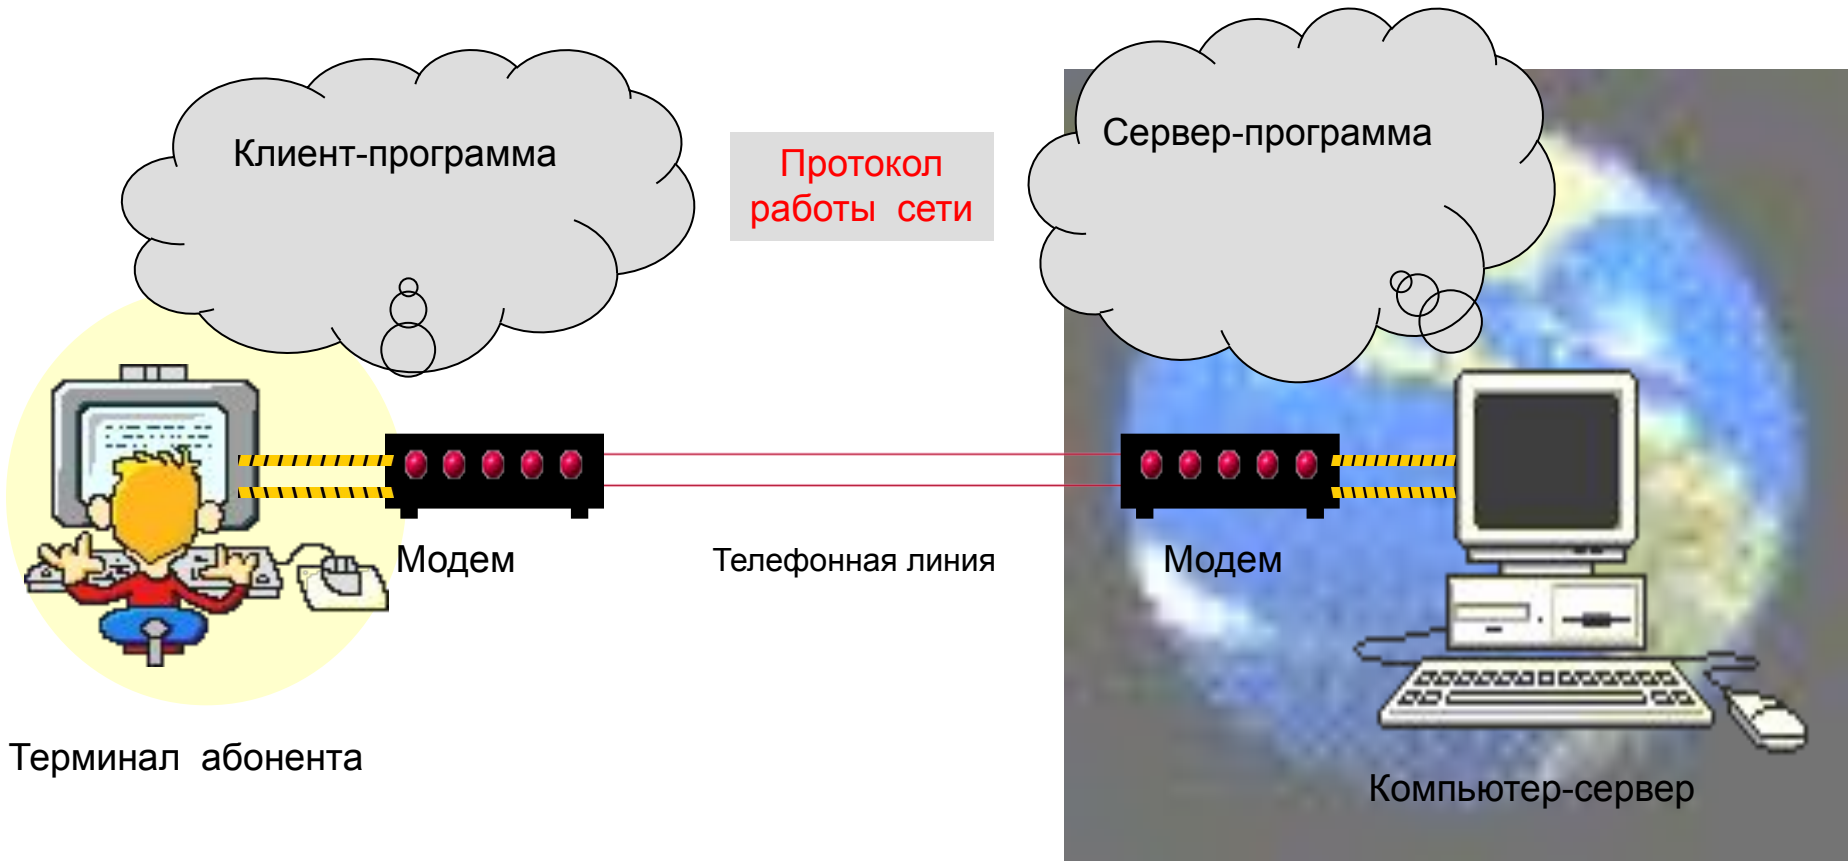 Клиент-программа
Протокол
работы сети
Сервер-программа
Модем
Телефонная линия
Модем
Терминал абонента
Компьютер-сервер